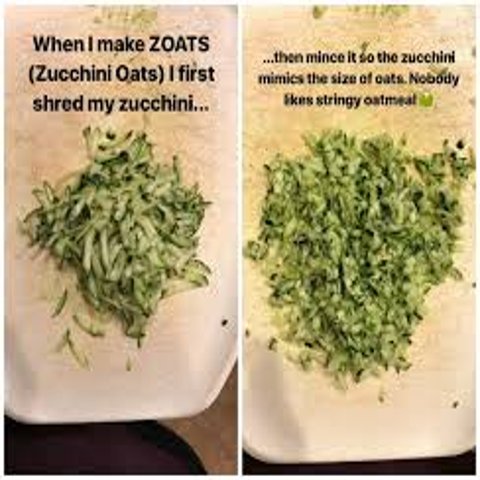 When I make ZOATS
(Zucchini Oats) I first
shred my zucchini...
...then mince it so the zucchini
mimics the size of oats. Nobody
likes stringy oatmeal